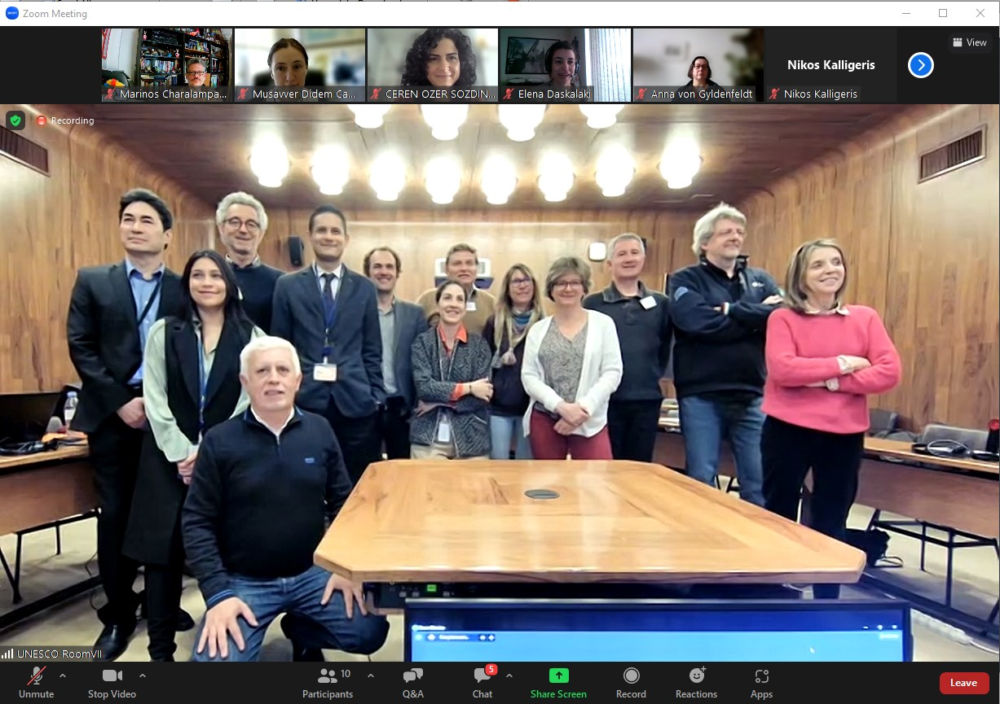 Zoom Meeting
Marinos Charalampa...
Musavver Didem Ca...
CEREN OZER SOZDIN...
Elena Daskalaki
Anna von Gyldenfeldt
Nikos Kalligeris
Nikos Kalligeris
View
Recording
UNESCO RoomVII
Unmute
Stop Video
10
Participants
Q&A
5
Chat
Share Screen
Record
Reactions
Apps
Leave